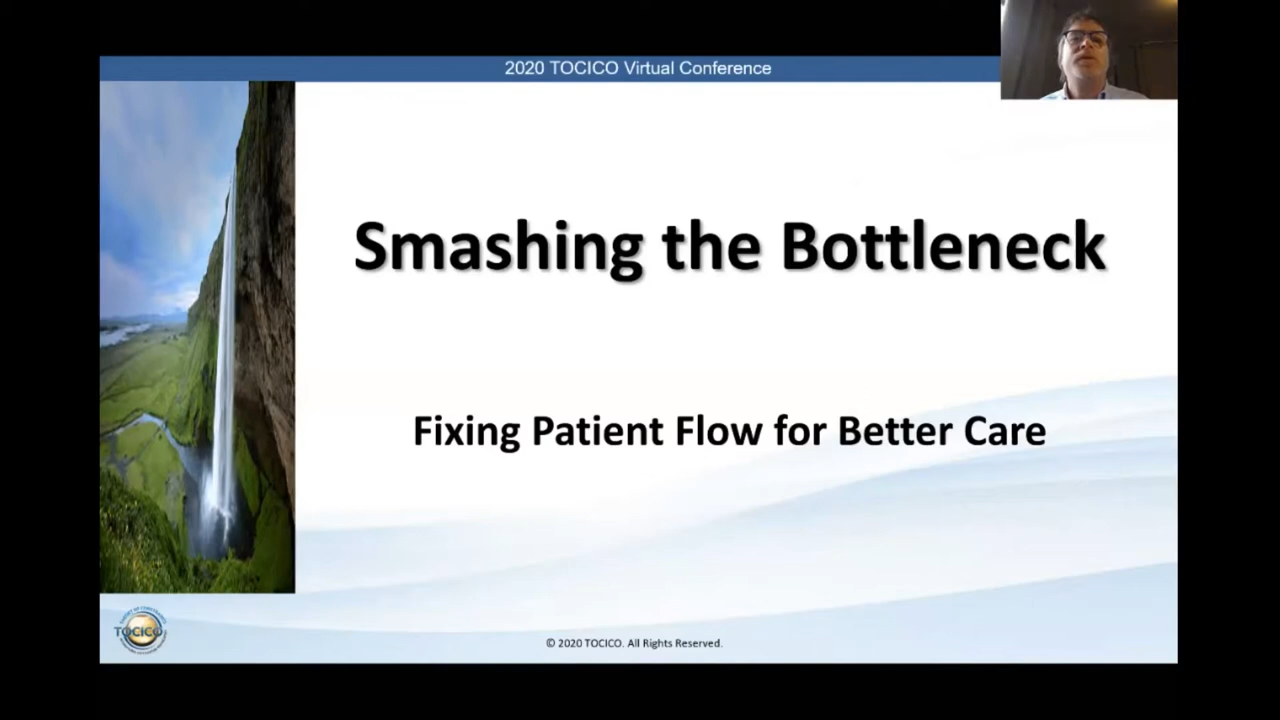 2020 TOCICO Virtual Conference
Smashing the Bottleneck
Fixing Patient Flow for Better Care
TOCICO
© 2020 TOCICO. All Rights Reserved.